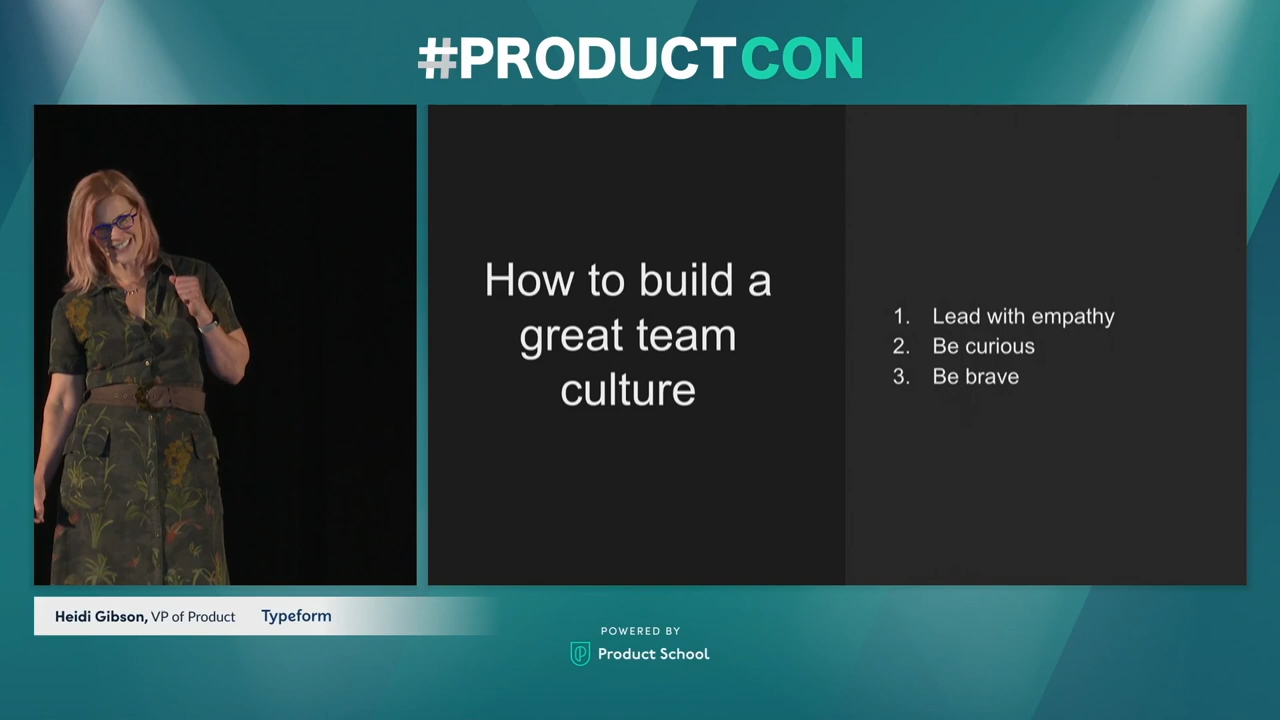 #PRODUCTCON
How to build a
great team
culture
1. Lead with empathy
2. Be curious
3. Be brave
Heidi Gibson, VP of Product Typeform
POWERED BY
Product School